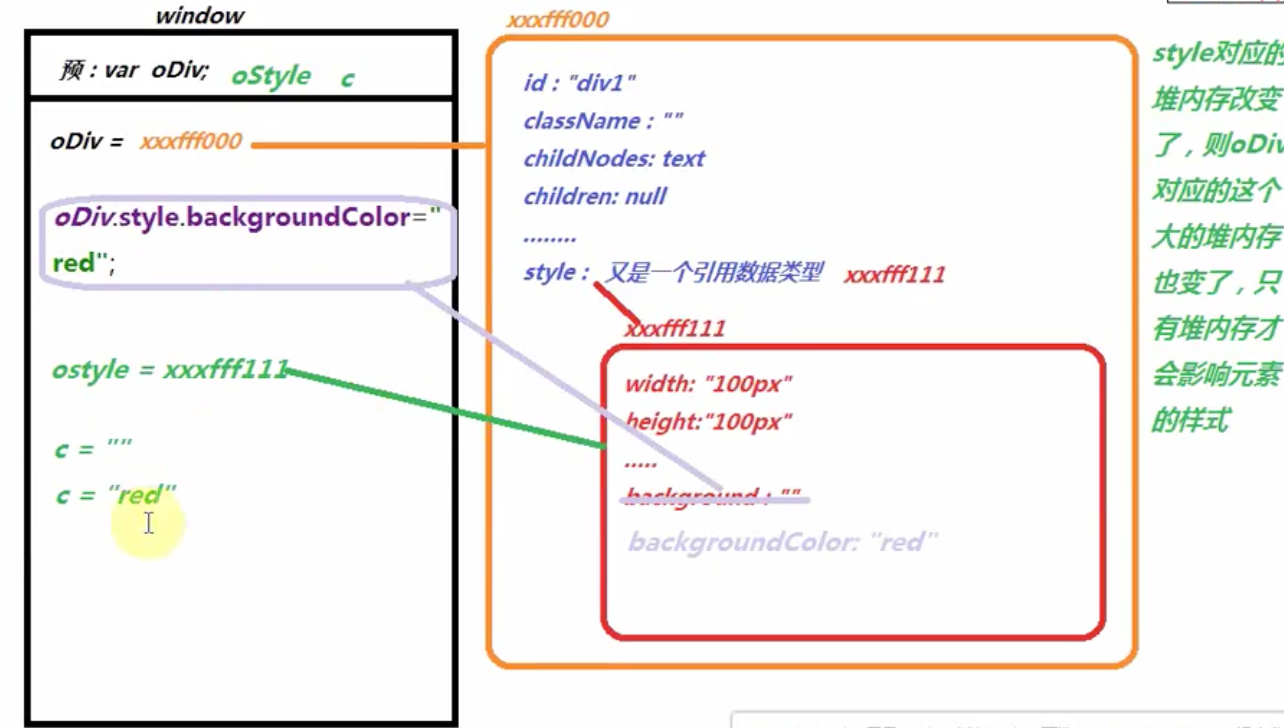 window
预 : var oDiv; oStyle c
oDiv = xxxfff000
oDiv.style.backgroundColor="
red";
ostyle = xxxfff111
c = ""
c = "red"
xxxfff000
id : "div1"
className : ""
childNodes: text
children: null
........
style : 又是一个引用数据类型 xxxfff111
xxxfff111
width: "100px"
height:"100px"
.....
background : ""
backgroundColor: "red"
style对应的
堆内存改变
了，则oDiv
对应的这个
大的堆内存
也变了，只
有堆内存才
会影响元素
的样式